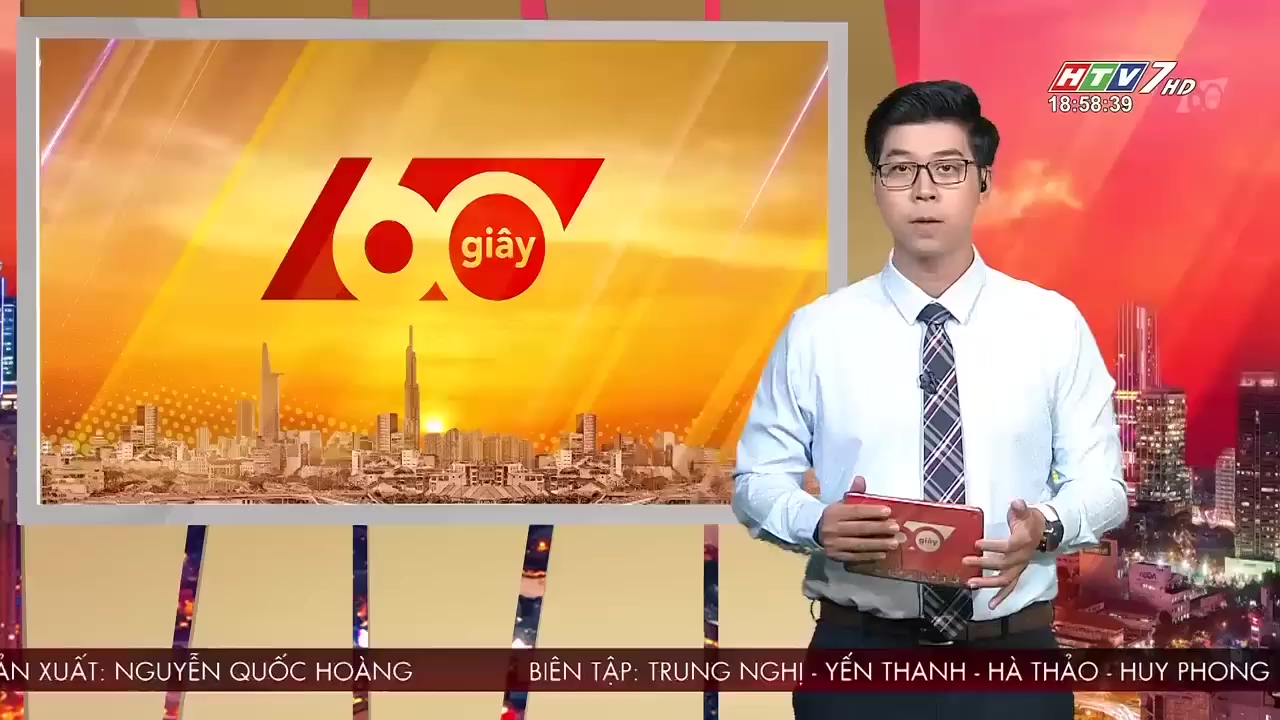 HTV7 HD
18:58:39
60 giây
60 giây
ẢN XUẤT: NGUYỄN QUỐC HOÀNG BIÊN TẬP: TRUNG NGHỊ - YẾN THANH - HÀ THẢO - HUY PHONG